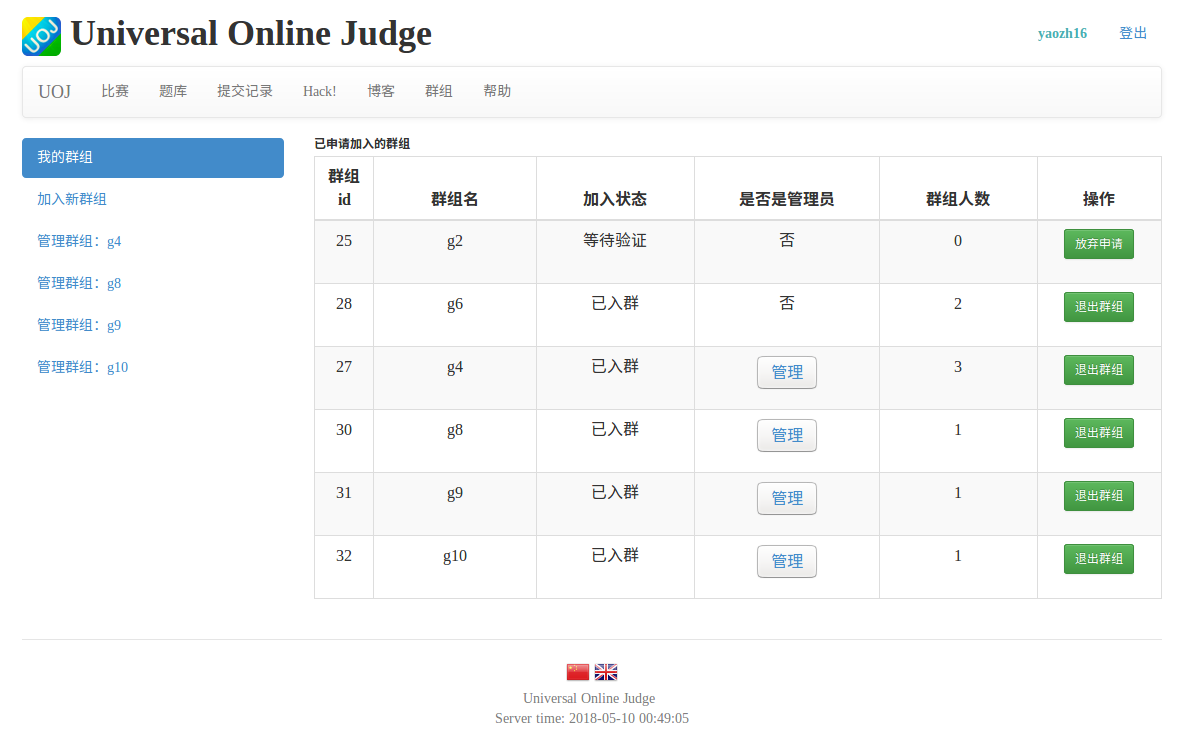 UOJ Universal Online Judge yaozh16 登出
UOJ 比赛 题库 提交记录 Hack! 博客 群组 帮助
我的群组
加入新群组
管理群组：g4
管理群组：g8
管理群组：g9
管理群组：g10
已申请加入的群组
群组id 群组名 加入状态 是否是管理员 群组人数 操作
25 g2 等待验证 否 0 放弃申请
28 g6 已入群 否 2 退出群组
27 g4 已入群 管理 3 退出群组
30 g8 已入群 管理 1 退出群组
31 g9 已入群 管理 1 退出群组
32 g10 已入群 管理 1 退出群组
Universal Online Judge
Server time: 2018-05-10 00:49:05